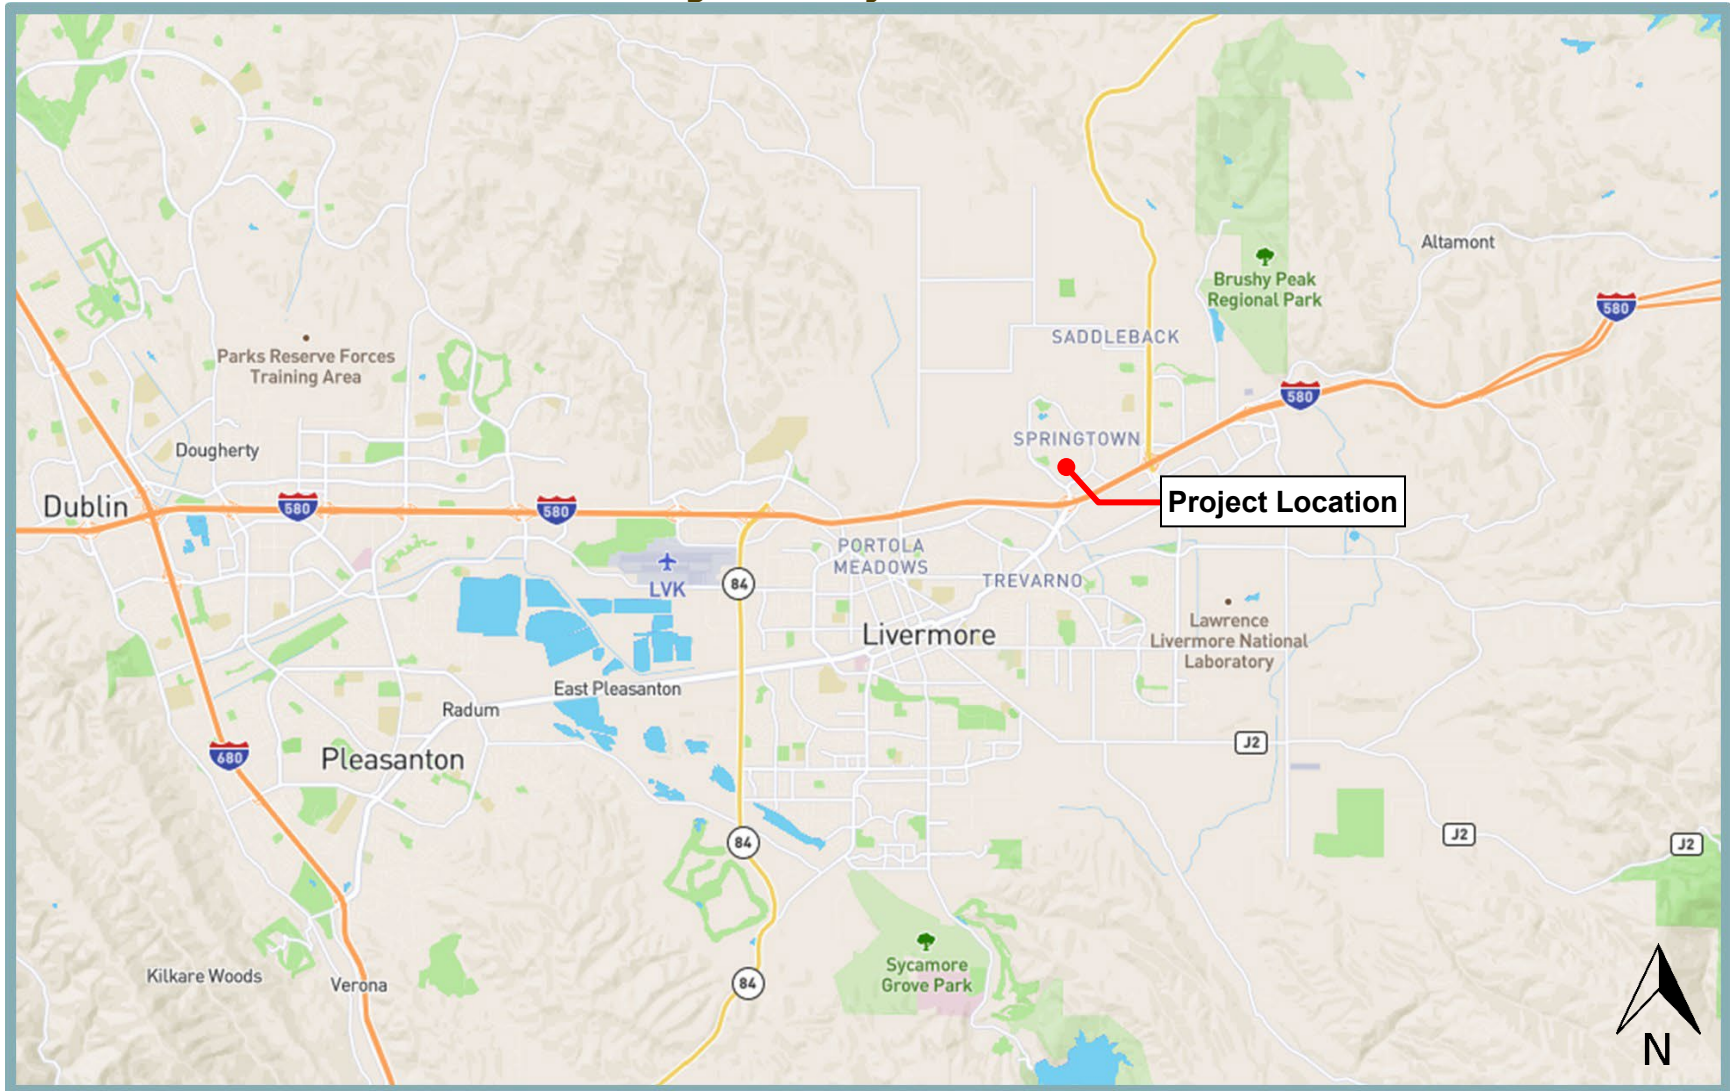 Altamont
Brushy Peak
Regional Park
580
SADDLEBACK
Parks Reserve Forces
Training Area
580
SPRINGTOWN
Dougherty
Dublin
580
580
Project Location
PORTOLA
MEADOWS
LVK
84
TREVARNO
Lawrence
Livermore National
Laboratory
Livermore
East Pleasanton
Radum
J2
680
Pleasanton
84
J2
J2
Sycamore
Grove Park
Kilkare Woods
Verona
84
N